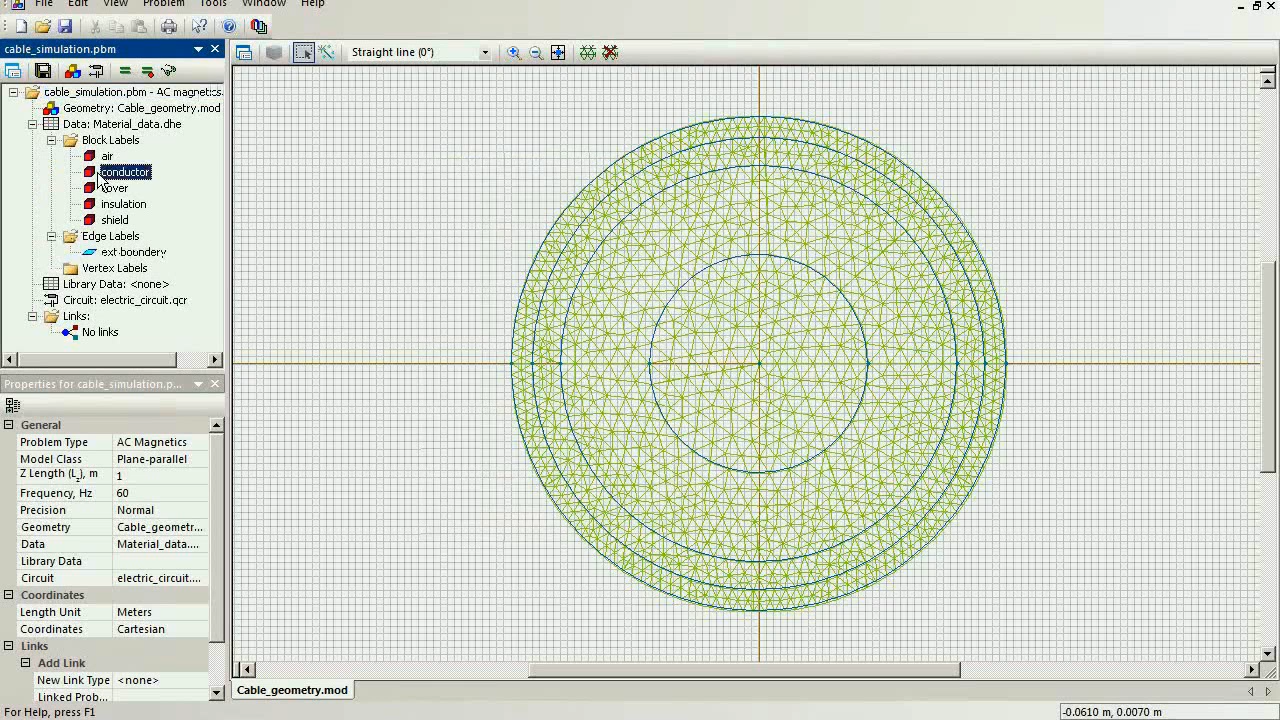 File Edit View Problem Tools Window Help
cable_simulation.pbm
Straight line (0°)
cable_simulation.pbm - AC magnetics
Geometry: Cable_geometry.mod
Data: Material_data.dhe
Block Labels
air
conductor
cover
insulation
shield
Edge Labels
ext boundery
Vertex Labels
Library Data: <none>
Circuit: electric_circuit.qcr
Links:
No links
Properties for cable_simulation.p...
General
Problem Type AC Magnetics
Model Class Plane-parallel
Z Length (Lz), m 1
Frequency, Hz 60
Precision Normal
Geometry Cable_geometr...
Data Material_data....
Library Data
Circuit electric_circuit....
Coordinates
Length Unit Meters
Coordinates Cartesian
Links
Add Link
New Link Type <none>
Linked Prob...
Cable_geometry.mod
For Help, press F1
-0.0610 m, 0.0070 m